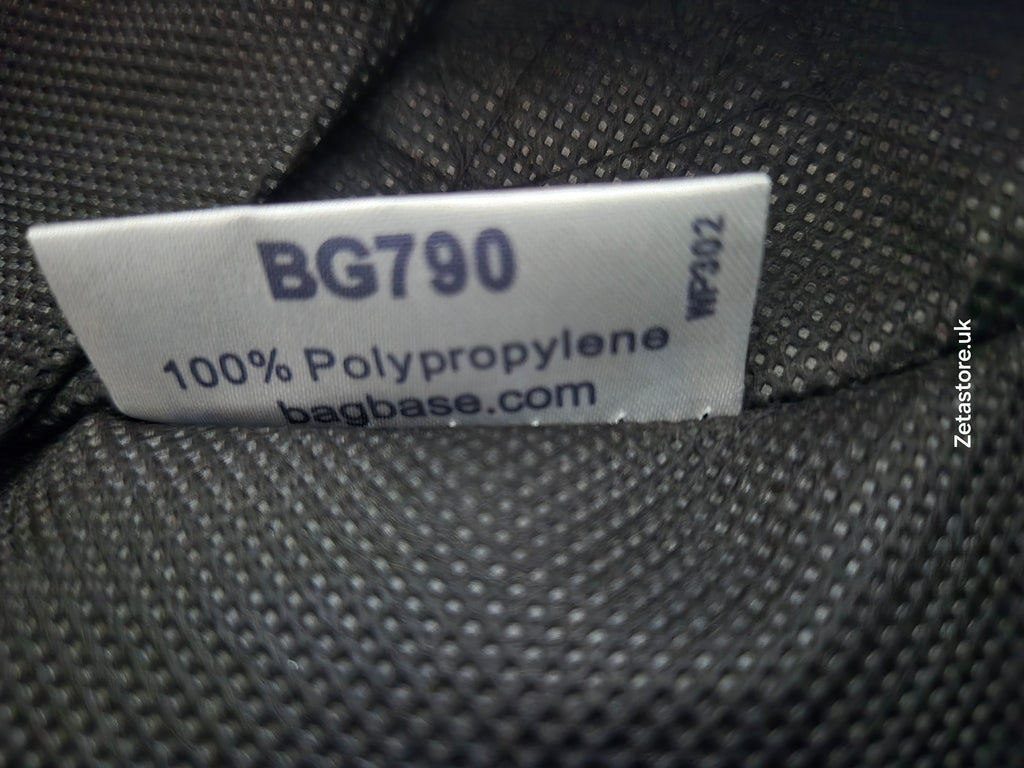 BG790
100% Polypropylene
bagbase.com
WP302
Zetastore.uk